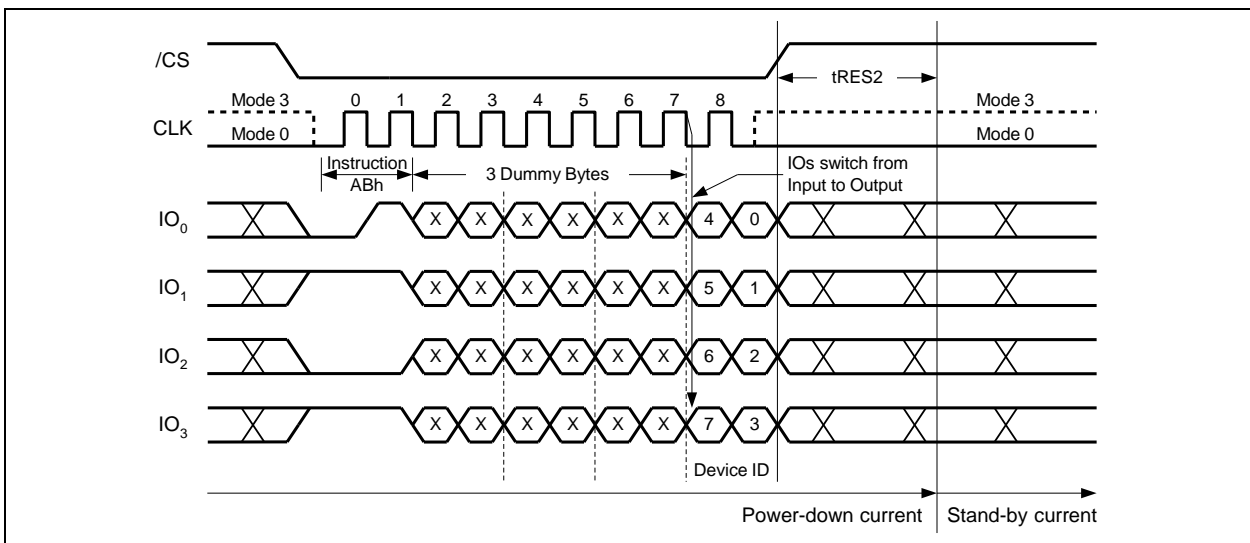 /CS
tRES2
Mode 3 0 1 2 3 4 5 6 7 8 Mode 3
CLK
Mode 0 Mode 0
Instruction
ABh
3 Dummy Bytes
IOs switch from
Input to Output
IO0 X X X X X X 4 0
IO1 X X X X X X 5 1
IO2 X X X X X X 6 2
IO3 X X X X X X 7 3
Device ID
Power-down current Stand-by current